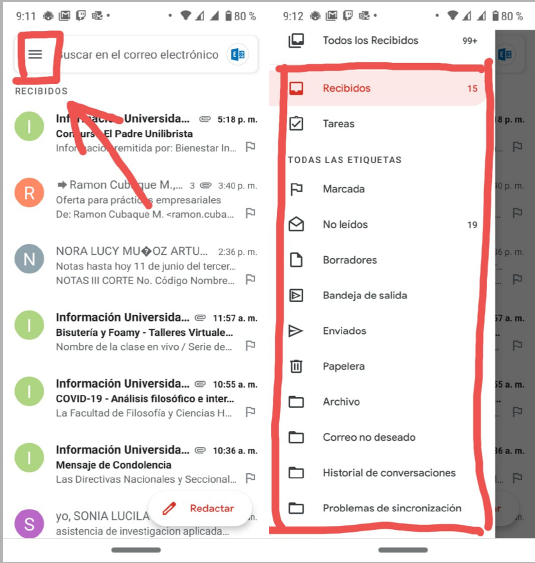 9:11
80 %
Buscar en el correo electrónico
RECIBIDOS
I
Información Universida... 5:18 p. m.
Concurso El Padre Unilibrista
Información remitida por: Bienestar In...
R
Ramon Cubaque M.,... 3 3:40 p. m.
Oferta para prácticas empresariales
De: Ramon Cubaque M. <ramon.cuba...
N
NORA LUCY MU�OZ ARTU... 2:36 p. m.
Notas hasta hoy 11 de junio del tercer...
NOTAS III CORTE No. Código Nombre...
I
Información Universida... 11:57 a. m.
Bisutería y Foamy - Talleres Virtuale...
Nombre de la clase en vivo / Serie de...
I
Información Universida... 10:55 a. m.
COVID-19 - Análisis filosófico e inter...
La Facultad de Filosofía y Ciencias H...
I
Información Universida... 10:36 a. m.
Mensaje de Condolencia
Las Directivas Nacionales y Seccional...
S
yo, SONIA LUCILA
asistencia de investigacion aplicada...
Redactar
9:12
80 %
Todos los Recibidos 99+
Recibidos 15
Tareas
TODAS LAS ETIQUETAS
Marcada
No leídos 19
Borradores
Bandeja de salida
Enviados
Papelera
Archivo
Correo no deseado
Historial de conversaciones
Problemas de sincronización